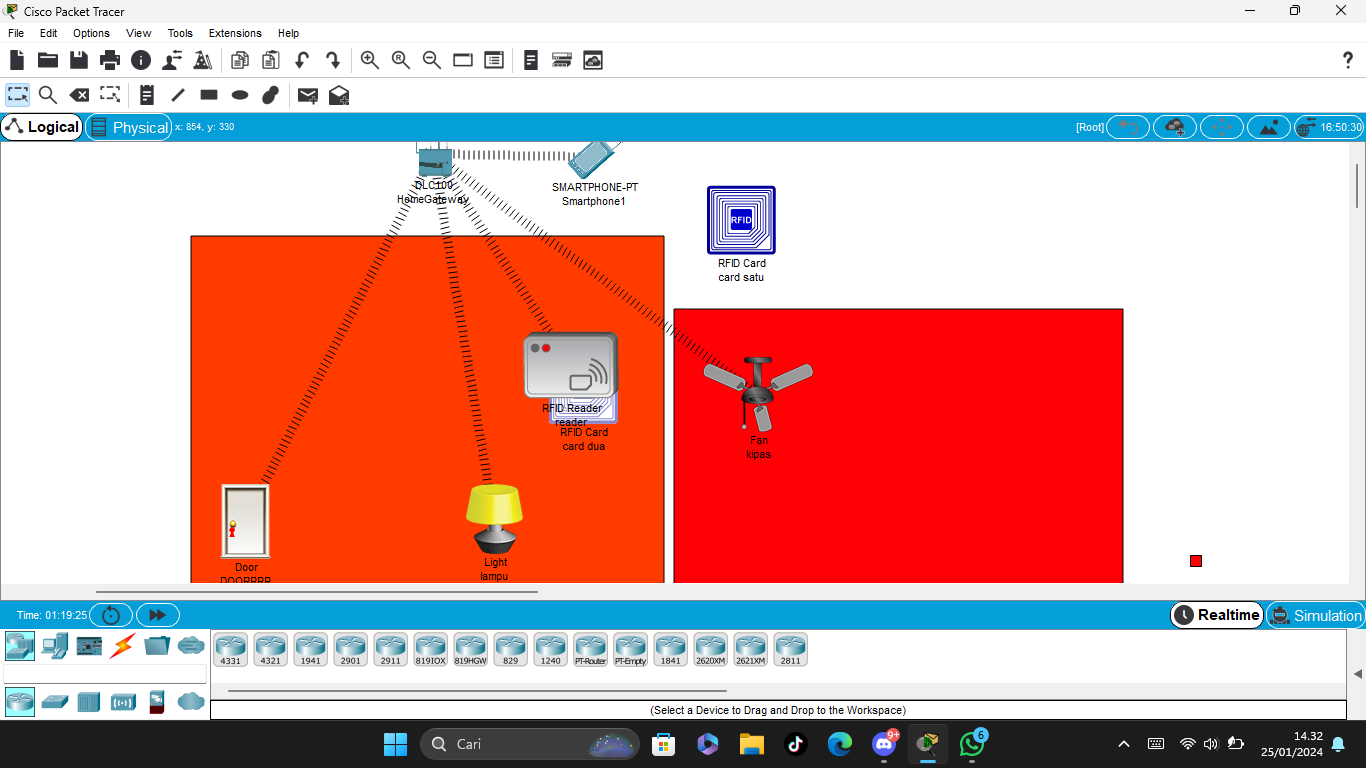 Cisco Packet Tracer
File Edit Options View Tools Extensions Help
Logical Physical x: 854, y: 330 [Root] 16:50:30
DLC100
HomeGateway
SMARTPHONE-PT
Smartphone1
RFID
RFID Card
card satu
RFID Reader
reader
RFID Card
card dua
Fan
kipas
Door
DOORRRR
Light
lampu
Time: 01:19:25 Realtime Simulation
4331 4321 1941 2901 2911 819IOX 819HGW 829 1240 PT-Router PT-Empty 1841 2620XM 2621XM 2811
(Select a Device to Drag and Drop to the Workspace)
Cari
9+
6
14.32
25/01/2024